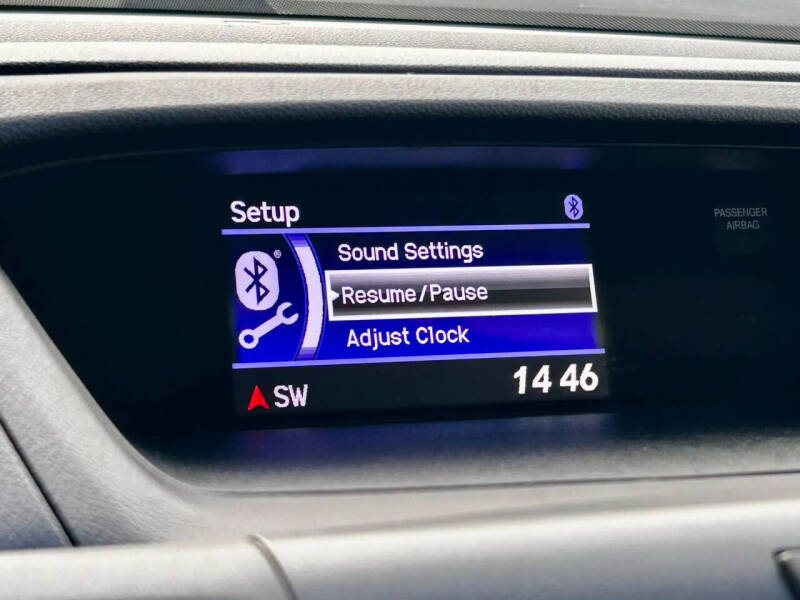 Setup
PASSENGER
AIRBAG
®
Sound Settings
Resume/Pause
Adjust Clock
SW
14 46